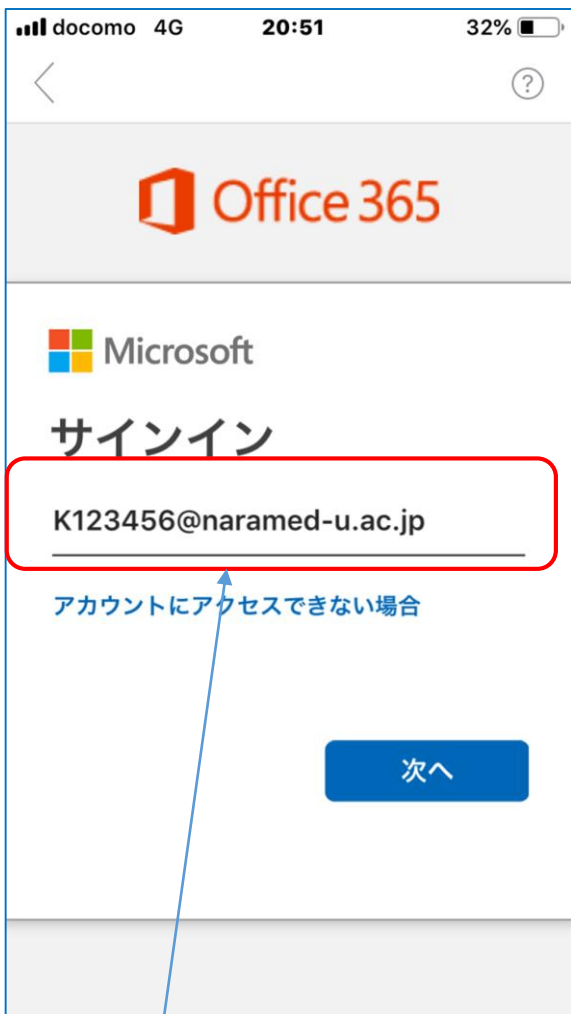 docomo 4G 20:51 32%
?
Office 365
Microsoft
サインイン
K123456@naramed-u.ac.jp
アカウントにアクセスできない場合
次へ